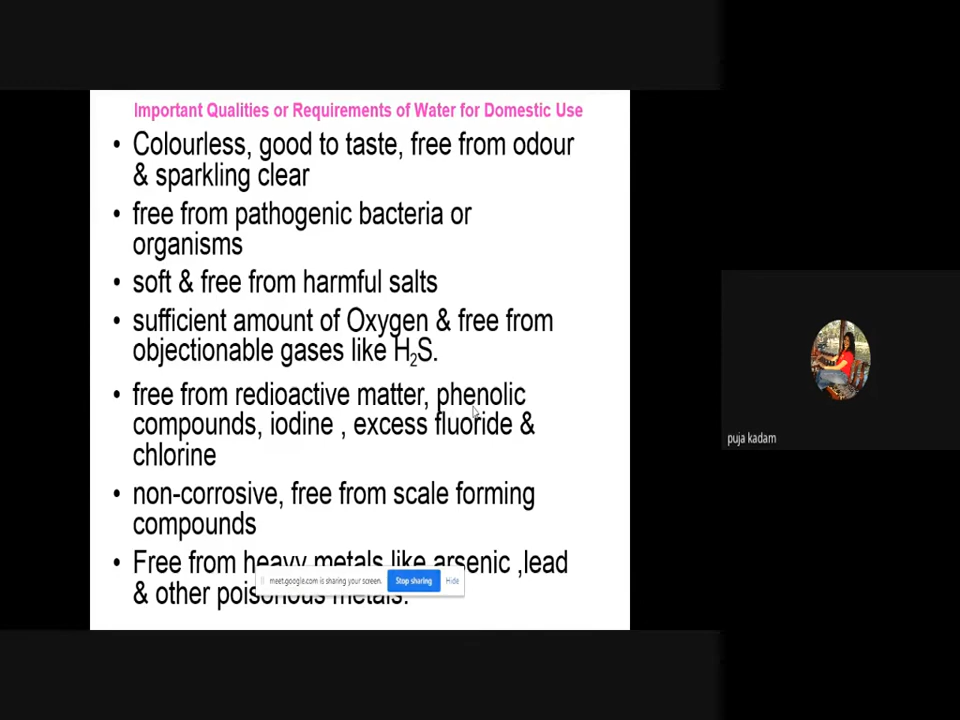 Important Qualities or Requirements of Water for Domestic Use
• Colourless, good to taste, free from odour
& sparkling clear
• free from pathogenic bacteria or
organisms
• soft & free from harmful salts
• sufficient amount of Oxygen & free from
objectionable gases like H₂S.
• free from redioactive matter, phenolic
compounds, iodine , excess fluoride &
chlorine
• non-corrosive, free from scale forming
compounds
• Free from heavy metals like arsenic ,lead
& other poisonous metals.
meet.google.com is sharing your screen. Stop sharing Hide
puja kadam